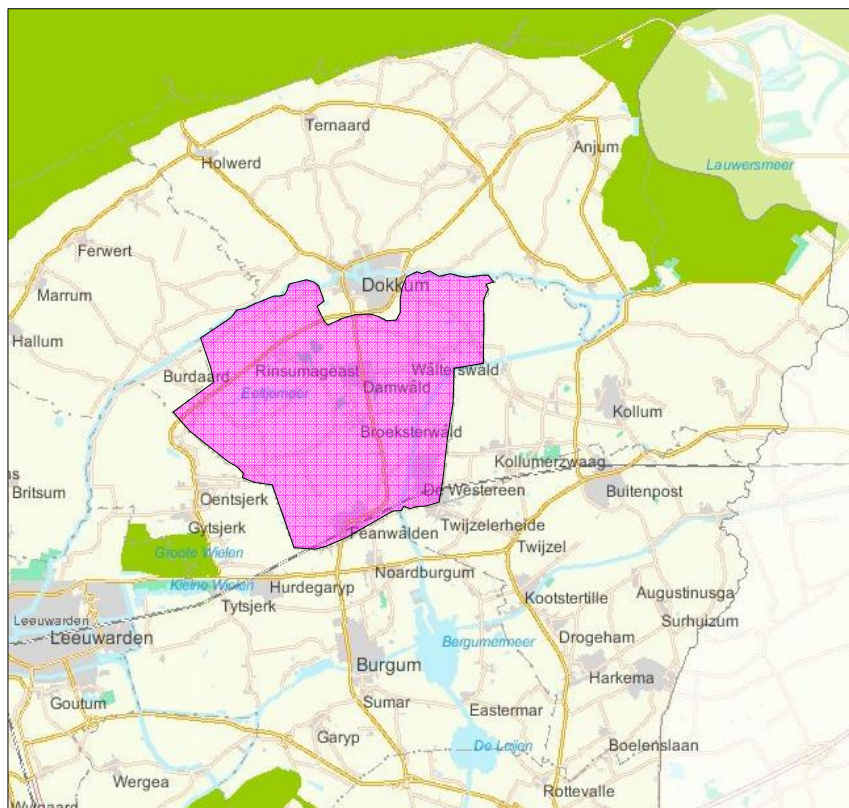 Ternaard
Anjum
Holwerd
Lauwersmeer
Ferwert
Dokkum
Marrum
Hallum
Burdaard
Rinsumageast
Wâlterswâld
Damwâld
Eeltjemeer
Kollum
Broeksterwâld
Kollumerzwaag
Britsum
Oentsjerk
De Westereen
Buitenpost
Gytsjerk
Twijzelerheide
Feanwâlden
Twijzel
Groote Wielen
Noardburgum
Kleine Wielen
Hurdegaryp
Tytsjerk
Kootstertille
Augustinusga
Leeuwarden
Surhuizum
Leeuwarden
Drogeham
Bergumermeer
Burgum
Harkema
Goutum
Sumar
Eastermar
Garyp
De Leijen
Boelenslaan
Wergea
Rottevalle